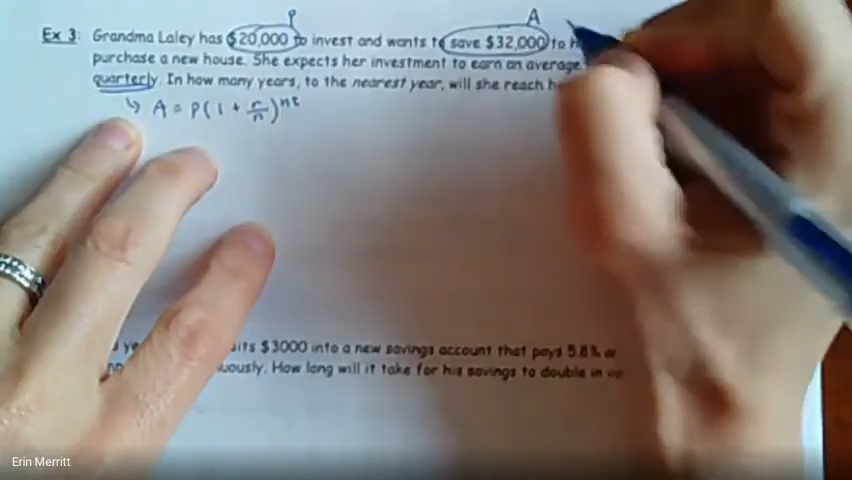 P A
Ex 3: Grandma Laley has $20,000 to invest and wants to save $32,000 to h
purchase a new house. She expects her investment to earn an average
quarterly. In how many years, to the nearest year, will she reach h
↳ A = P(1 + r/n)^nt
sits $3000 into a new savings account that pays 5.8% w
uously. How long will it take for his savings to double in va
Erin Merritt